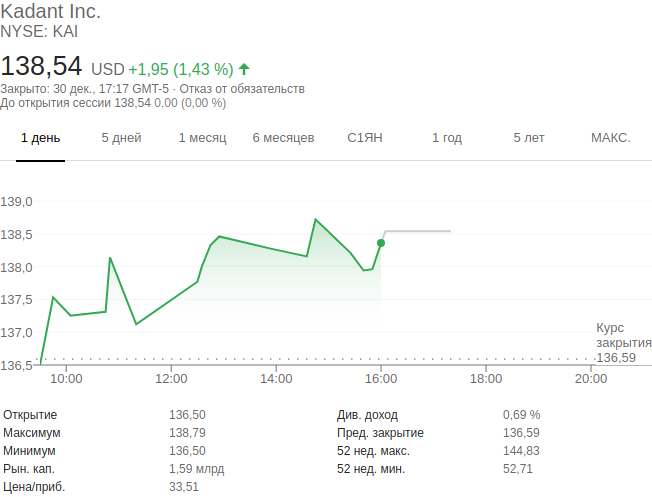 Kadant Inc.
NYSE: KAI
138,54 USD +1,95 (1,43 %)
Закрыто: 30 дек., 17:17 GMT-5 · Отказ от обязательств
До открытия сессии 138,54 0,00 (0,00 %)
1 день 5 дней 1 месяц 6 месяцев С1ЯН 1 год 5 лет МАКС.
139,0
138,5
138,0
137,5
137,0
136,5
Курс
закрытия
136,59
10:00 12:00 14:00 16:00 18:00 20:00
Открытие 136,50 Див. доход 0,69 %
Максимум 138,79 Пред. закрытие 136,59
Минимум 136,50 52 нед. макс. 144,83
Рын. кап. 1,59 млрд 52 нед. мин. 52,71
Цена/приб. 33,51